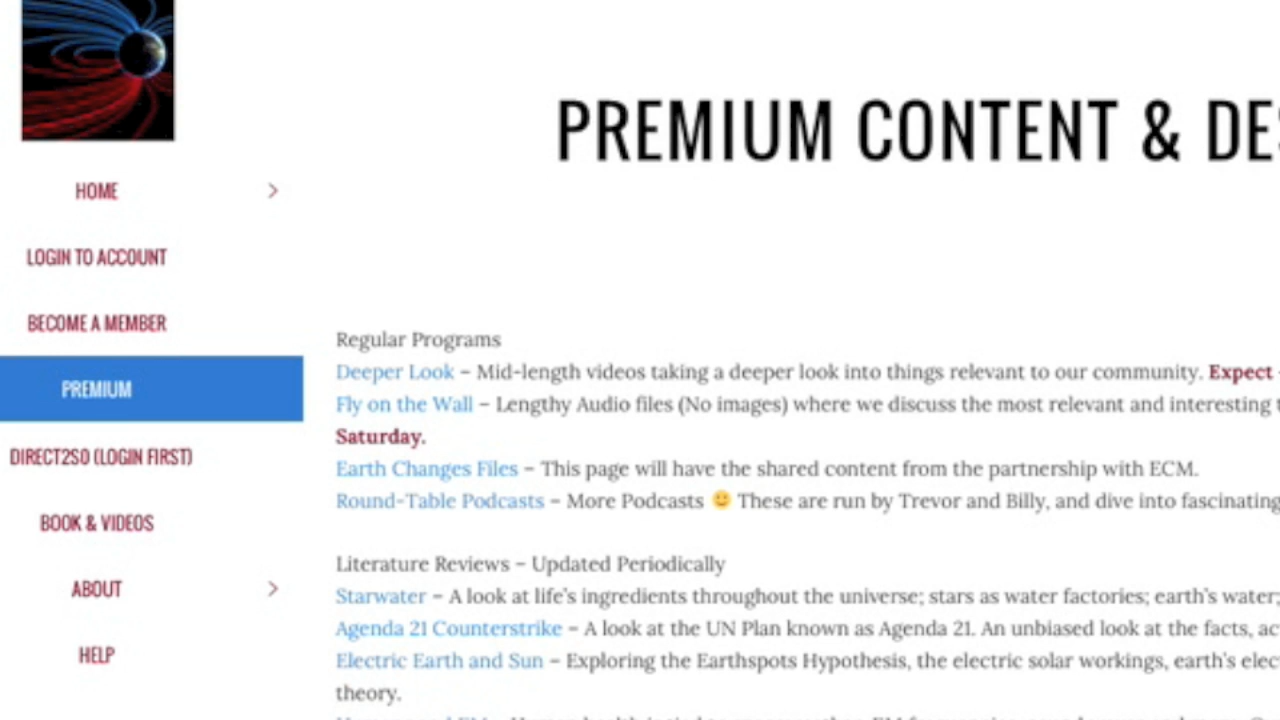 PREMIUM CONTENT & DES
HOME
LOGIN TO ACCOUNT
BECOME A MEMBER
PREMIUM
DIRECT2S0 (LOGIN FIRST)
BOOK & VIDEOS
ABOUT
HELP
Regular Programs
Deeper Look – Mid-length videos taking a deeper look into things relevant to our community. Expect
Fly on the Wall – Lengthy Audio files (No images) where we discuss the most relevant and interesting
Saturday.
Earth Changes Files – This page will have the shared content from the partnership with ECM.
Round-Table Podcasts – More Podcasts 🙂 These are run by Trevor and Billy, and dive into fascinating
Literature Reviews – Updated Periodically
Starwater – A look at life's ingredients throughout the universe; stars as water factories; earth's water;
Agenda 21 Counterstrike – A look at the UN Plan known as Agenda 21. An unbiased look at the facts, ac
Electric Earth and Sun – Exploring the Earthspots Hypothesis, the electric solar workings, earth's elec
theory.